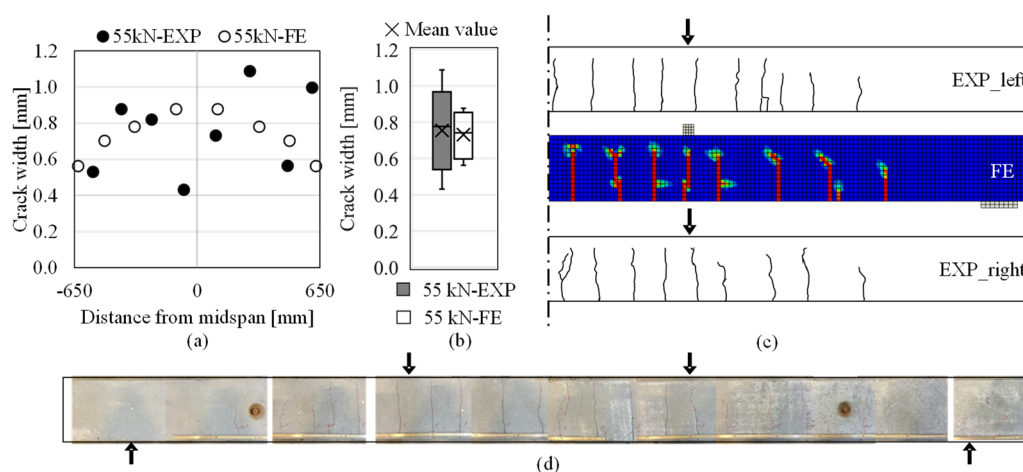 55kN-EXP 55kN-FE
Crack width [mm]
1.2
1.0
0.8
0.6
0.4
0.2
0.0
-650 0 650
Distance from midspan [mm]
(a)
Mean value
Crack width [mm]
1.2
1.0
0.8
0.6
0.4
0.2
0.0
55 kN-EXP
55 kN-FE
(b)
EXP_left
FE
EXP_right
(c)
(d)